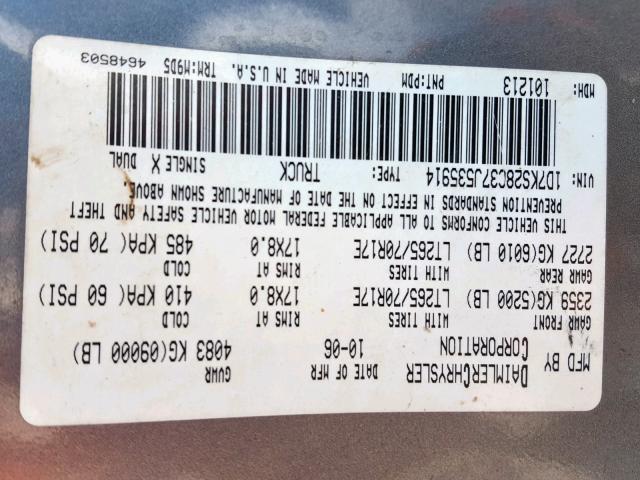 MFD BY DAIMLERCHRYSLER DATE OF MFR GVWR
CORPORATION 10-06 4083 KG(09000 LB)
GAWR FRONT WITH TIRES RIMS AT COLD
2359 KG(5200 LB) LT265/70R17E 17X8.0 410 KPA( 60 PSI)
GAWR REAR WITH TIRES RIMS AT COLD
2727 KG(6010 LB) LT265/70R17E 17X8.0 485 KPA( 70 PSI)
THIS VEHICLE CONFORMS TO ALL APPLICABLE FEDERAL MOTOR VEHICLE SAFETY AND THEFT
PREVENTION STANDARDS IN EFFECT ON THE DATE OF MANUFACTURE SHOWN ABOVE.
VIN: 1D7KS28C37J535914 TYPE: TRUCK SINGLE X DUAL
MDH: 101213 PNT:PDM VEHICLE MADE IN U.S.A. TRM:M9D5 4648503